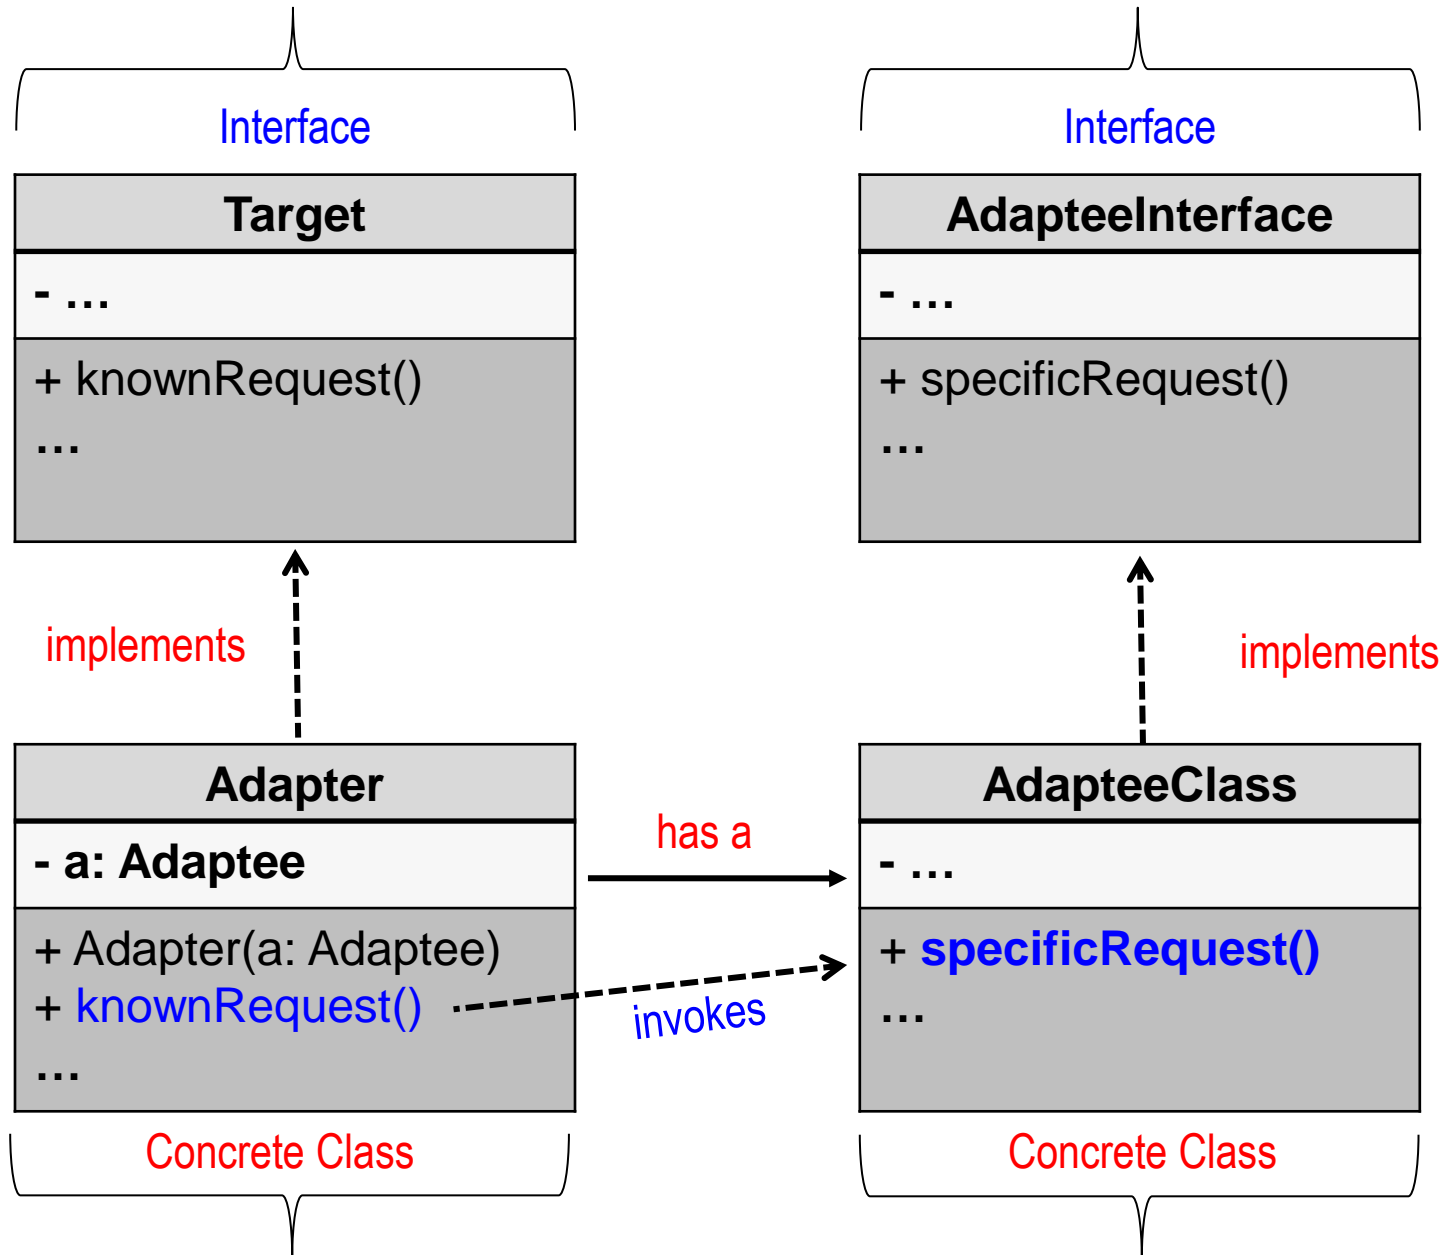 Interface
Target
- …
+ knownRequest()
…
Interface
AdapteeInterface
- …
+ specificRequest()
…
implements
implements
Adapter
- a: Adaptee
+ Adapter(a: Adaptee)
+ knownRequest()
…
Concrete Class
has a
invokes
AdapteeClass
- …
+ specificRequest()
…
Concrete Class